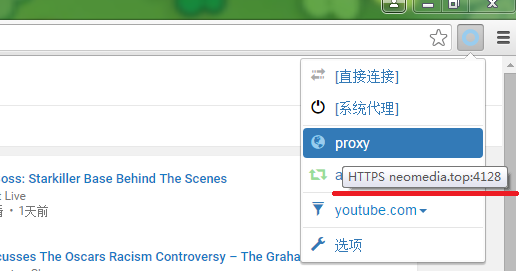 [直接连接]
[系统代理]
proxy
a
HTTPS neomedia.top:4128
oss: Starkiller Base Behind The Scenes
Live
看 • 1天前
youtube.com
选项
cusses The Oscars Racism Controversy – The Graha